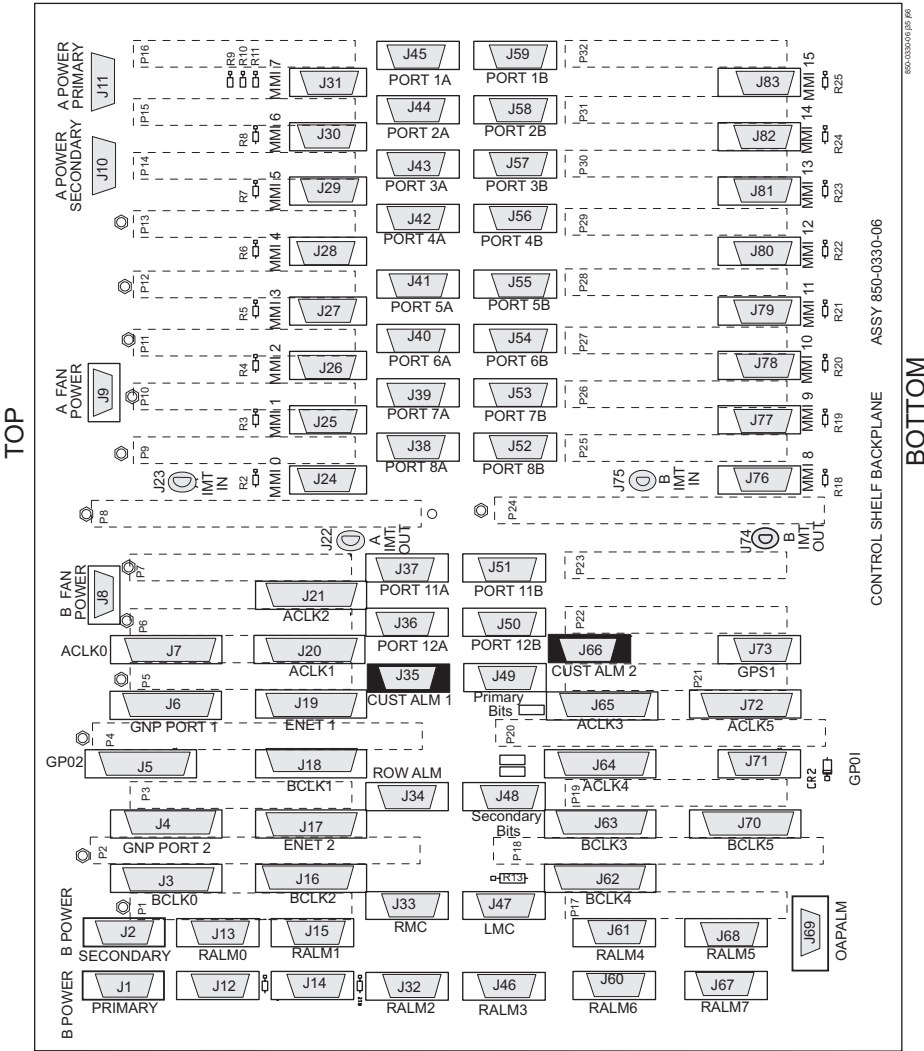 850-0330-06 j35 j66
TOP
BOTTOM
CONTROL SHELF BACKPLANE
ASSY 850-0330-06
A POWER
PRIMARY
J11
P16
R9
R10
R11
MMI 7
J31
J45
PORT 1A
J59
PORT 1B
P32
J83
MMI 15
R25
A POWER
SECONDARY
J10
P15
R8
MMI 6
J30
J44
PORT 2A
J58
PORT 2B
P31
J82
MMI 14
R24
P14
R7
MMI 5
J29
J43
PORT 3A
J57
PORT 3B
P30
J81
MMI 13
R23
P13
R6
MMI 4
J28
J42
PORT 4A
J56
PORT 4B
P29
J80
MMI 12
R22
P12
R5
MMI 3
J27
J41
PORT 5A
J55
PORT 5B
P28
J79
MMI 11
R21
P11
R4
MMI 2
J26
J40
PORT 6A
J54
PORT 6B
P27
J78
MMI 10
R20
A FAN
POWER
J9
P10
R3
MMI 1
J25
J39
PORT 7A
J53
PORT 7B
P26
J77
MMI 9
R19
P9
R2
MMI 0
J24
J38
PORT 8A
J52
PORT 8B
P25
J76
MMI 8
R18
J23
A
IMT
IN
J75
B
IMT
IN
P8
P24
J22
A
IMT
OUT
J74
B
IMT
OUT
B FAN
POWER
J8
P7
J21
ACLK2
J37
PORT 11A
J51
PORT 11B
P23
P6
J36
PORT 12A
J50
PORT 12B
P22
ACLK0
J7
J20
ACLK1
J35
CUST ALM 1
J66
CUST ALM 2
J73
GPS1
P5
J6
GNP PORT 1
J19
ENET 1
J49
Primary
Bits
J65
ACLK3
P21
J72
ACLK5
P4
P20
GP02
J5
J18
BCLK1
ROW ALM
J34
J64
ACLK4
J71
CR2
GP0I
P3
J4
GNP PORT 2
J17
ENET 2
J48
Secondary
Bits
P19
J63
BCLK3
J70
BCLK5
P2
P18
J3
BCLK0
J16
BCLK2
R13
J62
BCLK4
P1
J33
RMC
J47
LMC
P17
B POWER
J2
SECONDARY
J13
RALM0
J15
RALM1
J61
RALM4
J68
RALM5
J69
OAPALM
B POWER
J1
PRIMARY
J12
J14
J32
RALM2
J46
RALM3
J60
RALM6
J67
RALM7